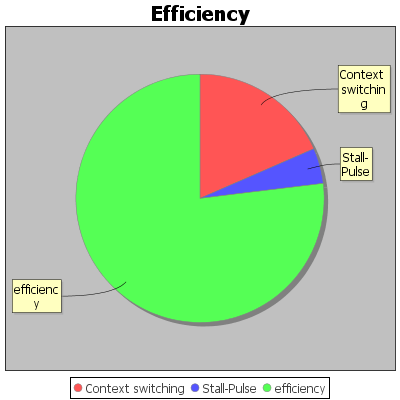 Efficiency
Context
switchin
g
Stall-
Pulse
efficienc
y
Context switching Stall-Pulse efficiency